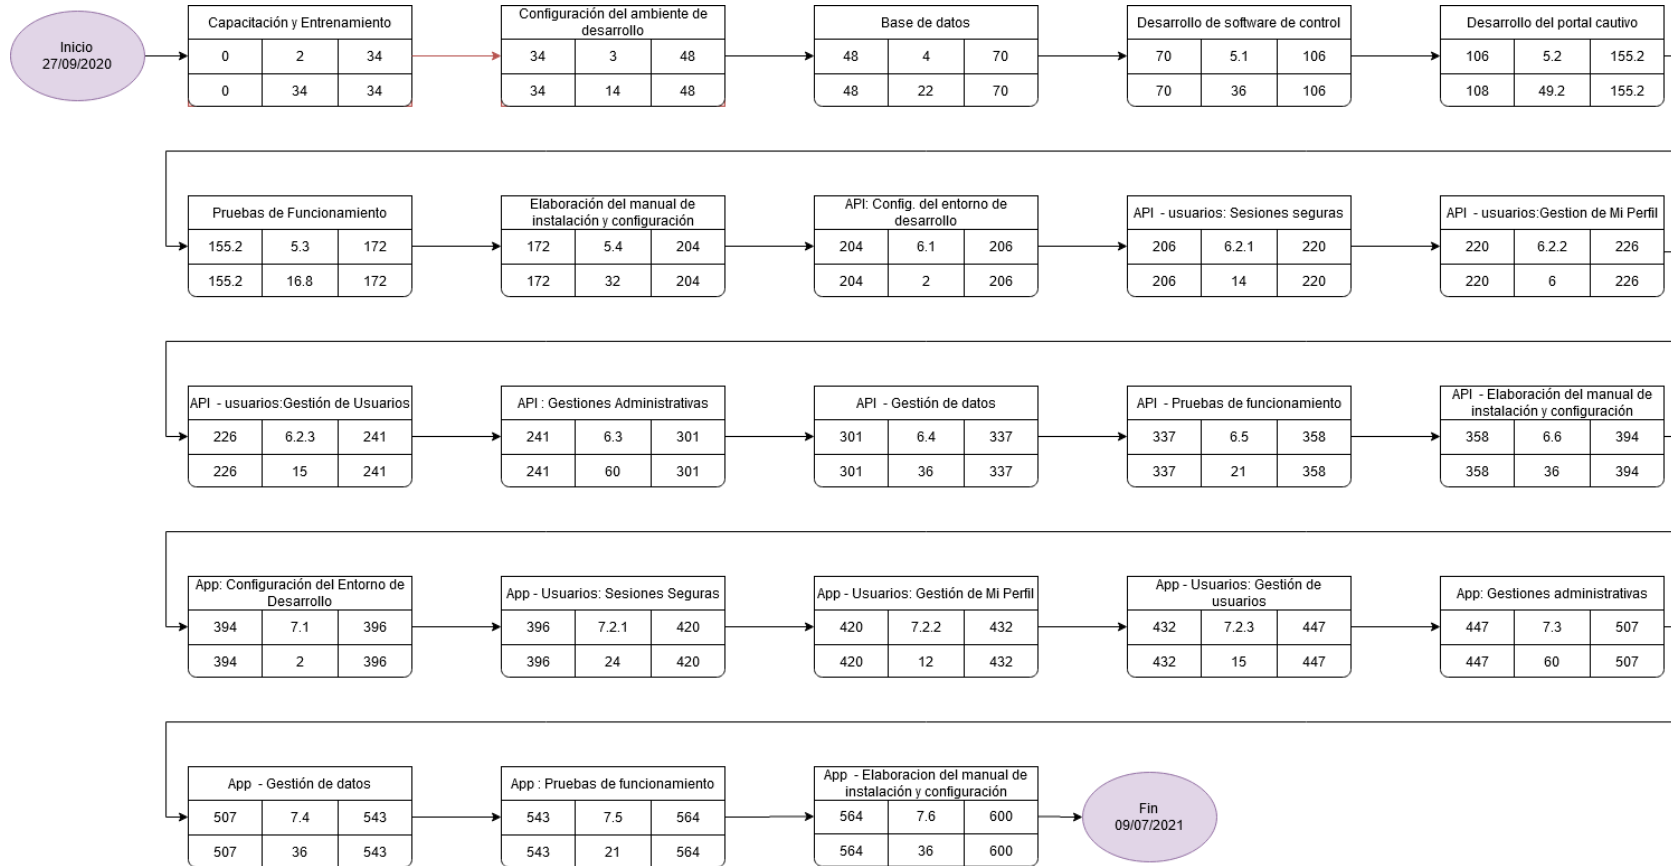 Inicio
27/09/2020
Capacitación y Entrenamiento
0 2 34
0 34 34
Configuración del ambiente de
desarrollo
34 3 48
34 14 48
Base de datos
48 4 70
48 22 70
Desarrollo de software de control
70 5.1 106
70 36 106
Desarrollo del portal cautivo
106 5.2 155.2
108 49.2 155.2
Pruebas de Funcionamiento
155.2 5.3 172
155.2 16.8 172
Elaboración del manual de
instalación y configuración
172 5.4 204
172 32 204
API: Config. del entorno de
desarrollo
204 6.1 206
204 2 206
API - usuarios: Sesiones seguras
206 6.2.1 220
206 14 220
API - usuarios:Gestion de Mi Perfil
220 6.2.2 226
220 6 226
API - usuarios:Gestión de Usuarios
226 6.2.3 241
226 15 241
API : Gestiones Administrativas
241 6.3 301
241 60 301
API - Gestión de datos
301 6.4 337
301 36 337
API - Pruebas de funcionamiento
337 6.5 358
337 21 358
API - Elaboración del manual de
instalación y configuración
358 6.6 394
358 36 394
App: Configuración del Entorno de
Desarrollo
394 7.1 396
394 2 396
App - Usuarios: Sesiones Seguras
396 7.2.1 420
396 24 420
App - Usuarios: Gestión de Mi Perfil
420 7.2.2 432
420 12 432
App - Usuarios: Gestión de
usuarios
432 7.2.3 447
432 15 447
App: Gestiones administrativas
447 7.3 507
447 60 507
App - Gestión de datos
507 7.4 543
507 36 543
App : Pruebas de funcionamiento
543 7.5 564
543 21 564
App - Elaboracion del manual de
instalación y configuración
564 7.6 600
564 36 600
Fin
09/07/2021